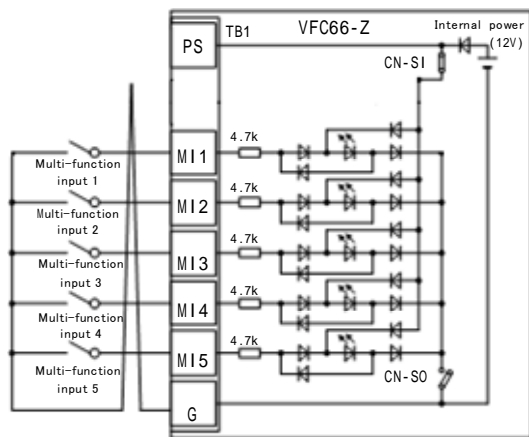 TB1
VFC66-Z
Internal power
(12V)
PS
CN-SI
4.7k
MI1
Multi-function
input 1
4.7k
MI2
Multi-function
input 2
4.7k
MI3
Multi-function
input 3
4.7k
MI4
Multi-function
input 4
4.7k
MI5
Multi-function
input 5
CN-SO
G